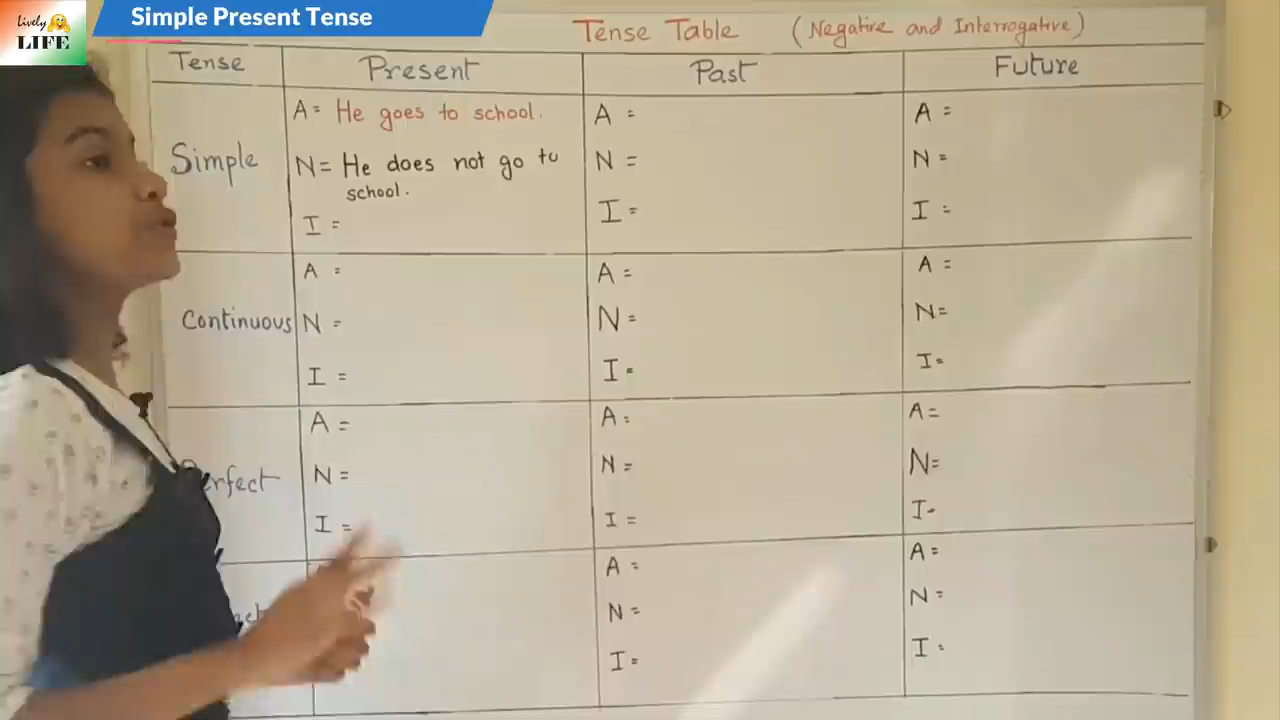 Lively
LIFE
Simple Present Tense
Tense Table (Negative and Interrogative)
Tense Present Past Future
Simple
A= He goes to school.
N= He does not go to
school.
I =
A =
N =
I =
A =
N =
I =
Continuous
A =
N =
I =
A =
N =
I =
A =
N =
I =
Perfect
A =
N =
I =
A =
N =
I =
A =
N =
I =
A =
N =
I =
A =
N =
I =